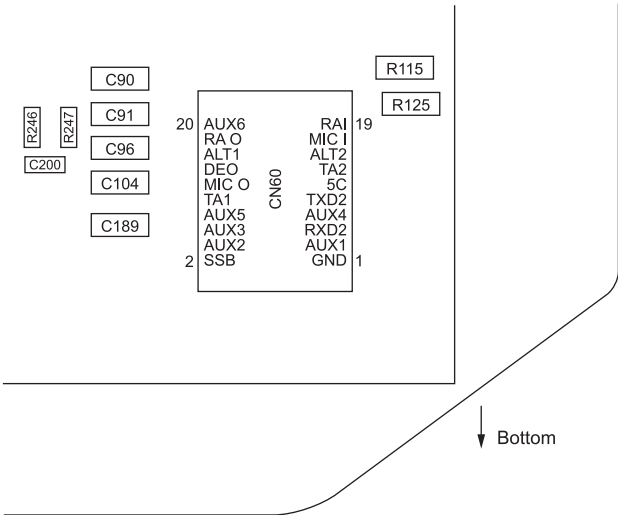 R115
C90
R125
C91
R246
R247
20 AUX6 RAI 19
RA O MIC I
C96
ALT1 ALT2
C200
DEO TA2
C104
MIC O 5C
TA1 TXD2
CN60
AUX5 AUX4
C189
AUX3 RXD2
AUX2 AUX1
2 SSB GND 1
Bottom